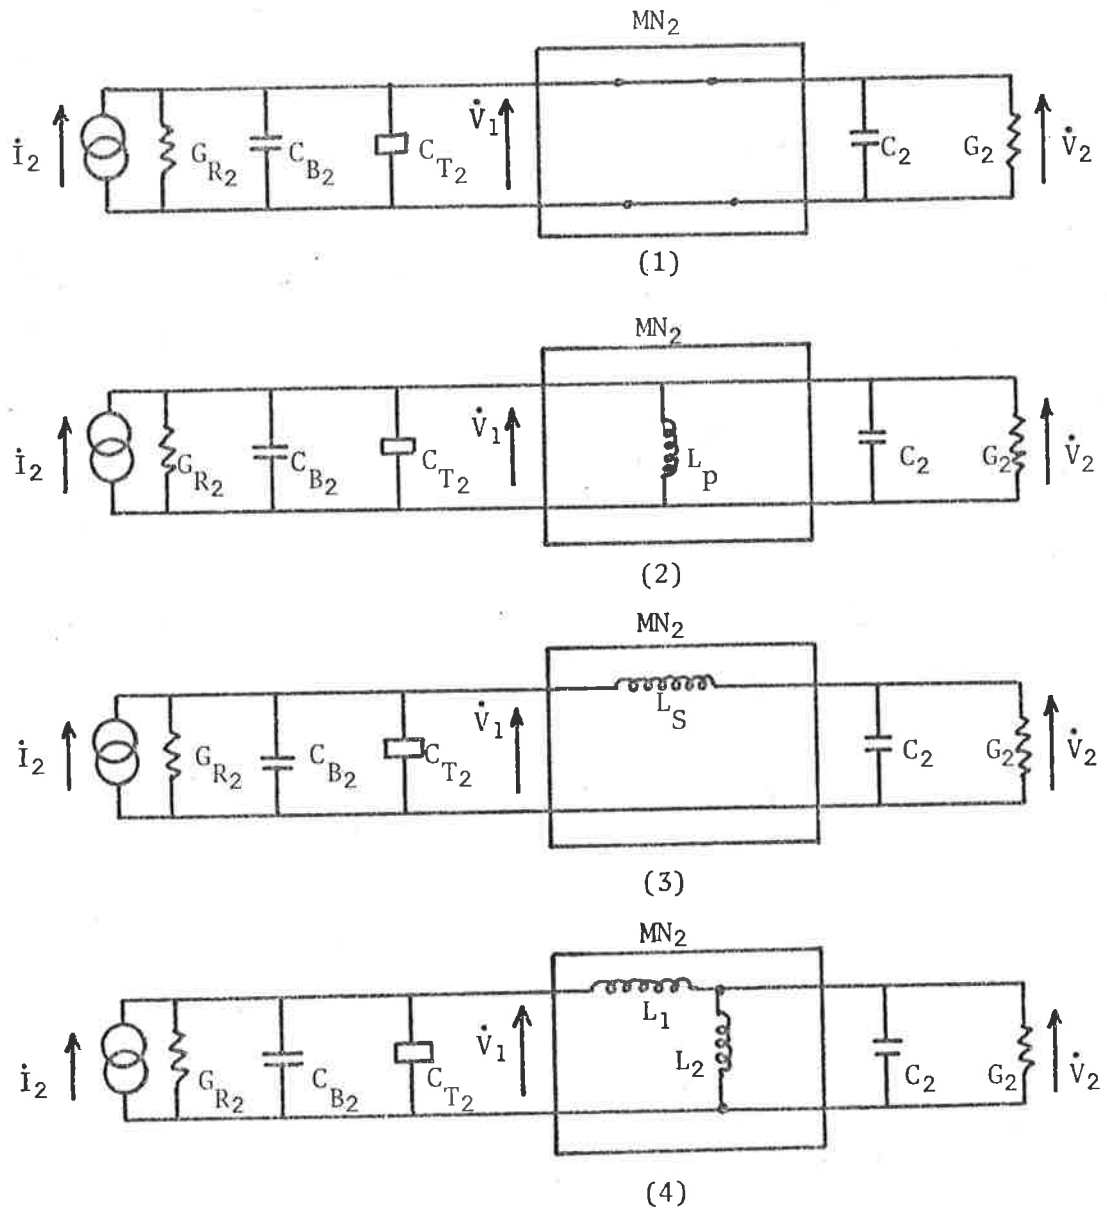 MN2
İ2 GR2 CB2 CT2 V̇1 C2 G2 V̇2
(1)
MN2
İ2 GR2 CB2 CT2 V̇1 Lp C2 G2 V̇2
(2)
MN2
İ2 GR2 CB2 CT2 V̇1 LS C2 G2 V̇2
(3)
MN2
İ2 GR2 CB2 CT2 V̇1 L1 L2 C2 G2 V̇2
(4)